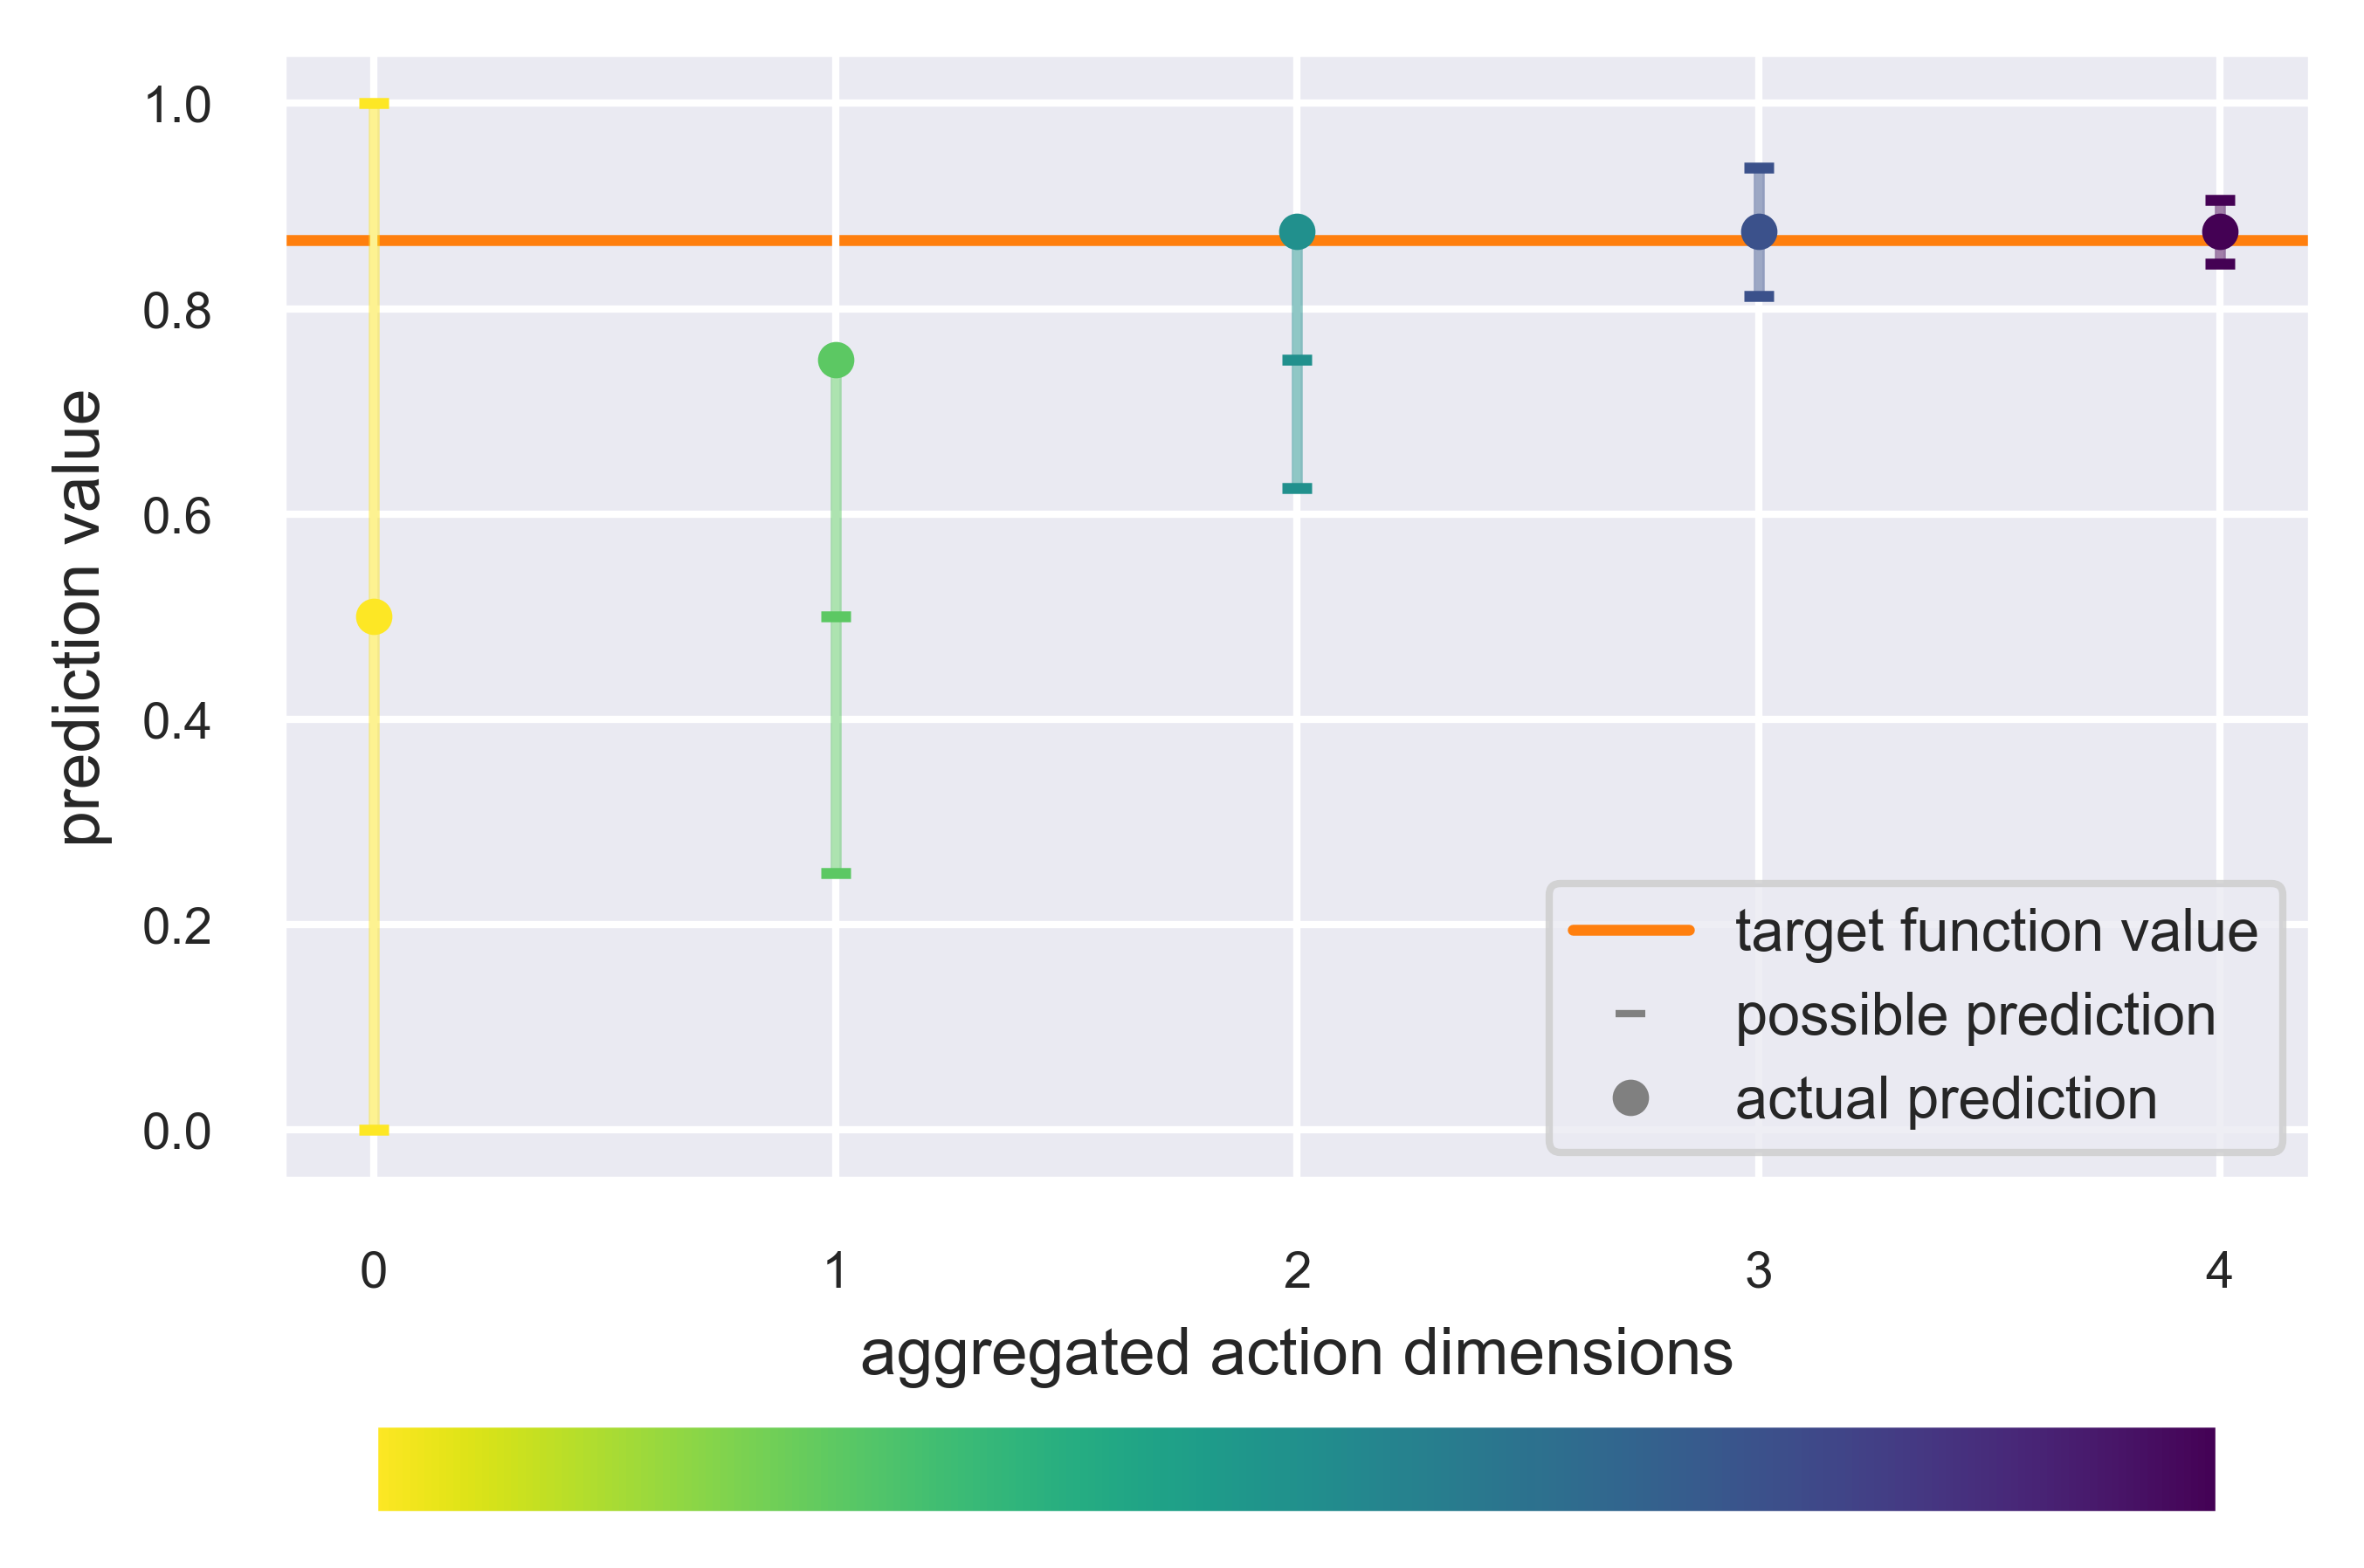 1.0
0.8
0.6
0.4
0.2
0.0
prediction value
target function value
possible prediction
actual prediction
0 1 2 3 4
aggregated action dimensions